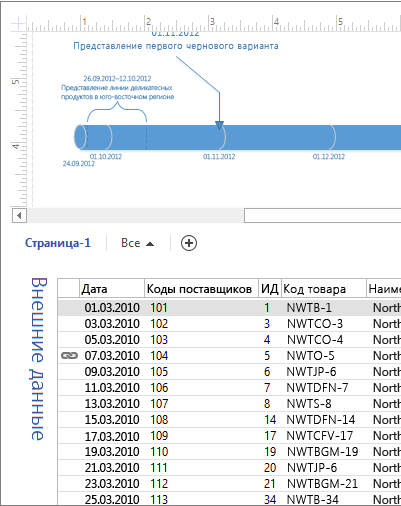 1 2 3 4 5
01.11.2012
Представление первого чернового варианта
5
26.09.2012–12.10.2012
Представление линии деликатесных
продуктов в юго-восточном регионе
4
01.10.2012 01.11.2012 01.12.2012
24.09.2012
Страница-1 Все
Внешние данные
Дата Коды поставщиков ИД Код товара Наиме
01.03.2010 101 1 NWTB-1 North
03.03.2010 102 3 NWTCO-3 North
05.03.2010 103 4 NWTCO-4 North
07.03.2010 104 5 NWTO-5 North
09.03.2010 105 6 NWTJP-6 North
11.03.2010 106 7 NWTDFN-7 North
13.03.2010 107 8 NWTS-8 North
15.03.2010 108 14 NWTDFN-14 North
17.03.2010 109 17 NWTCFV-17 North
19.03.2010 110 19 NWTBGM-19 North
21.03.2010 111 20 NWTJP-6 North
23.03.2010 112 21 NWTBGM-21 North
25.03.2010 113 34 NWTB-34 North